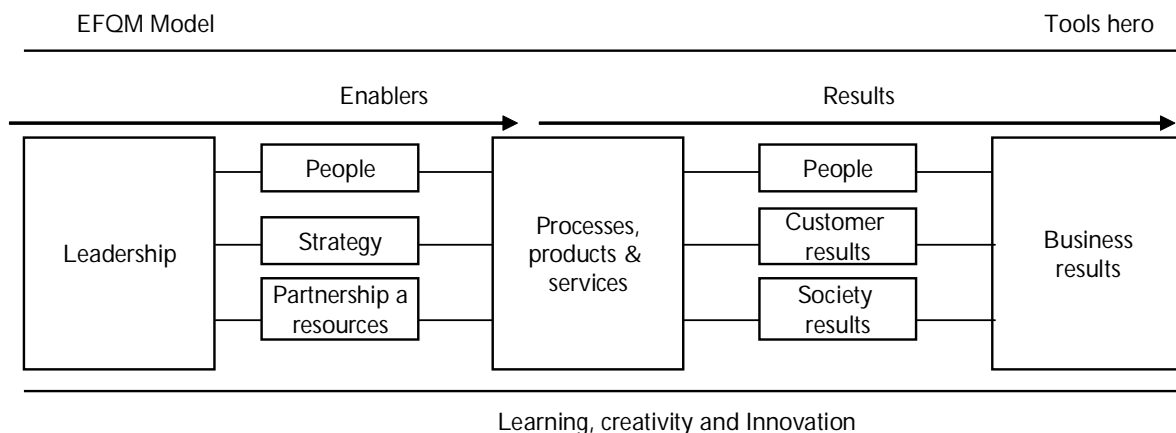 EFQM Model
Tools hero
Enablers
Results
Leadership
People
Strategy
Partnership a
resources
Processes,
products &
services
People
Customer
results
Society
results
Business
results
Learning, creativity and Innovation